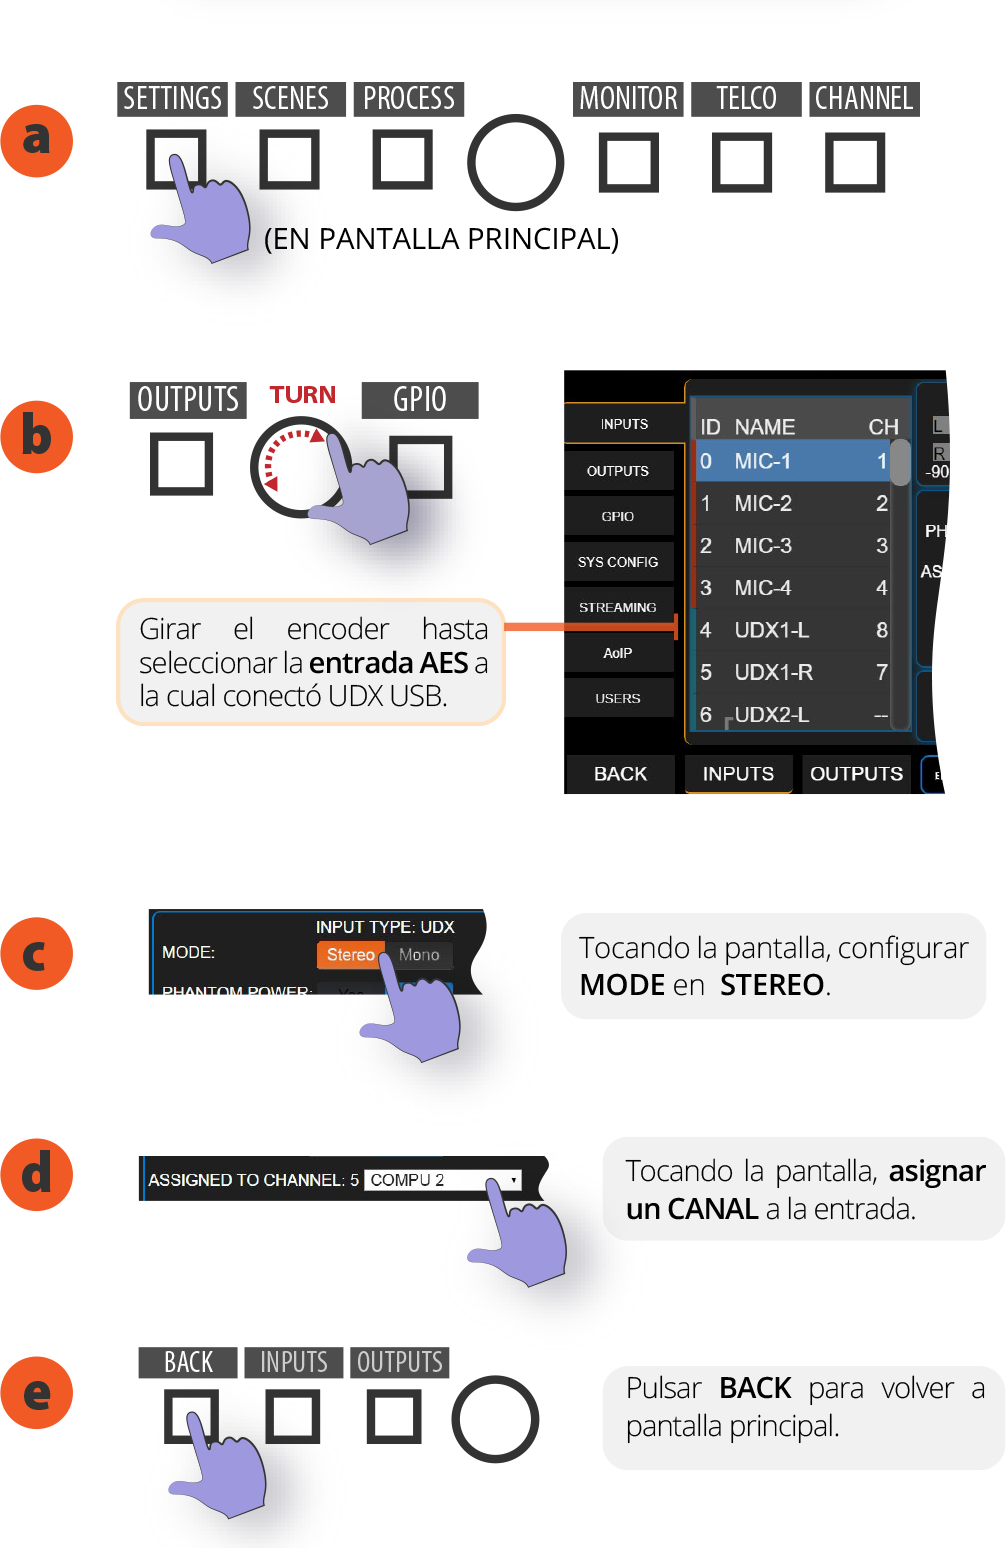 SETTINGS SCENES PROCESS MONITOR TELCO CHANNEL
a
(EN PANTALLA PRINCIPAL)
b
OUTPUTS TURN GPIO
Girar el encoder hasta
seleccionar la entrada AES a
la cual conectó UDX USB.
INPUTS
OUTPUTS
GPIO
SYS CONFIG
STREAMING
AoIP
USERS
ID NAME CH
0 MIC-1 1
1 MIC-2 2
2 MIC-3 3
3 MIC-4 4
4 UDX1-L 8
5 UDX1-R 7
6 UDX2-L --
L
R
-90
PH
AS
BACK INPUTS OUTPUTS
c
INPUT TYPE: UDX
MODE: Stereo Mono
PHANTOM POWER:
Tocando la pantalla, configurar
MODE en STEREO.
d
ASSIGNED TO CHANNEL: 5 COMPU 2
Tocando la pantalla, asignar
un CANAL a la entrada.
e
BACK INPUTS OUTPUTS
Pulsar BACK para volver a
pantalla principal.